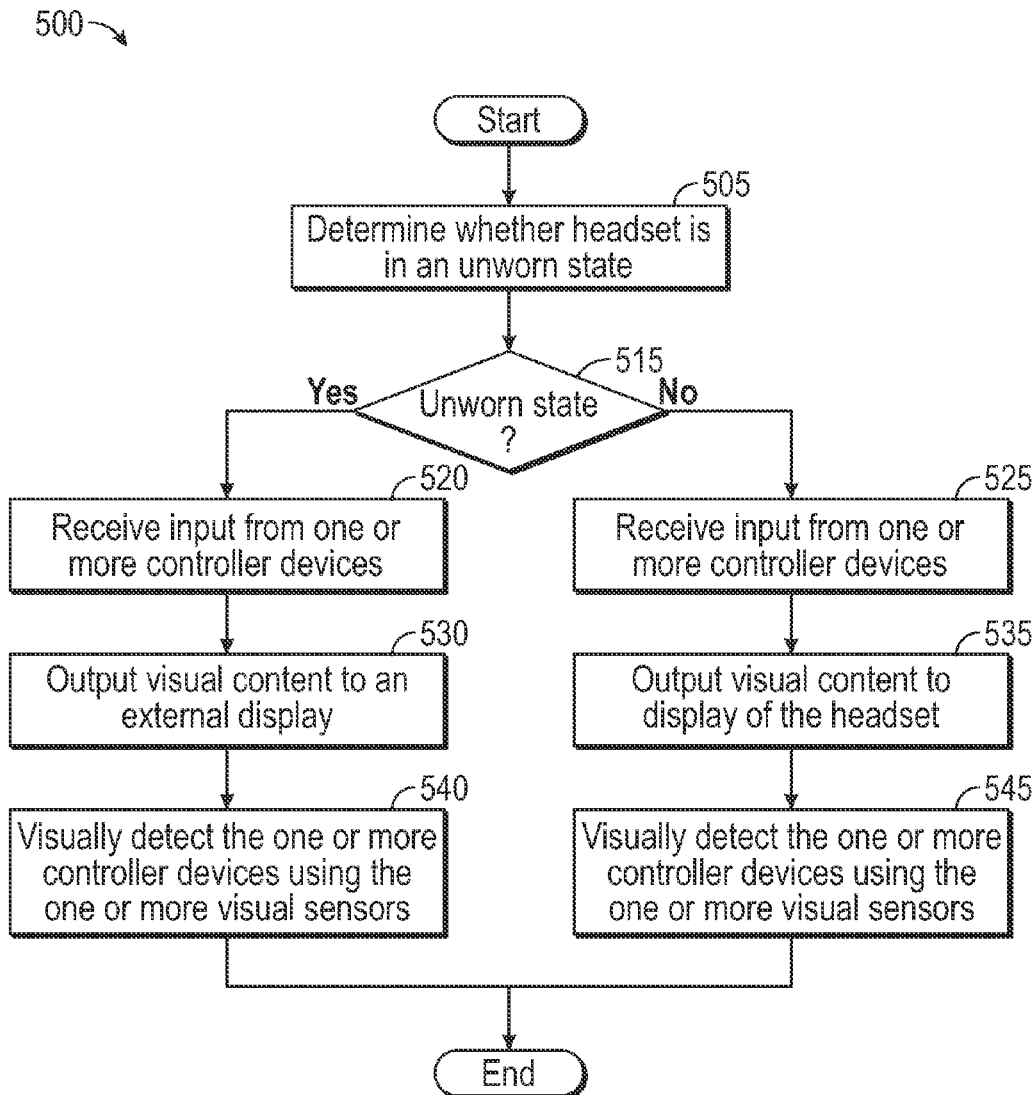 500
Start
505
Determine whether headset is
in an unworn state
515
Yes
Unworn state
?
No
520
Receive input from one or
more controller devices
525
Receive input from one or
more controller devices
530
Output visual content to an
external display
535
Output visual content to
display of the headset
540
Visually detect the one or more
controller devices using the
one or more visual sensors
545
Visually detect the one or more
controller devices using the
one or more visual sensors
End